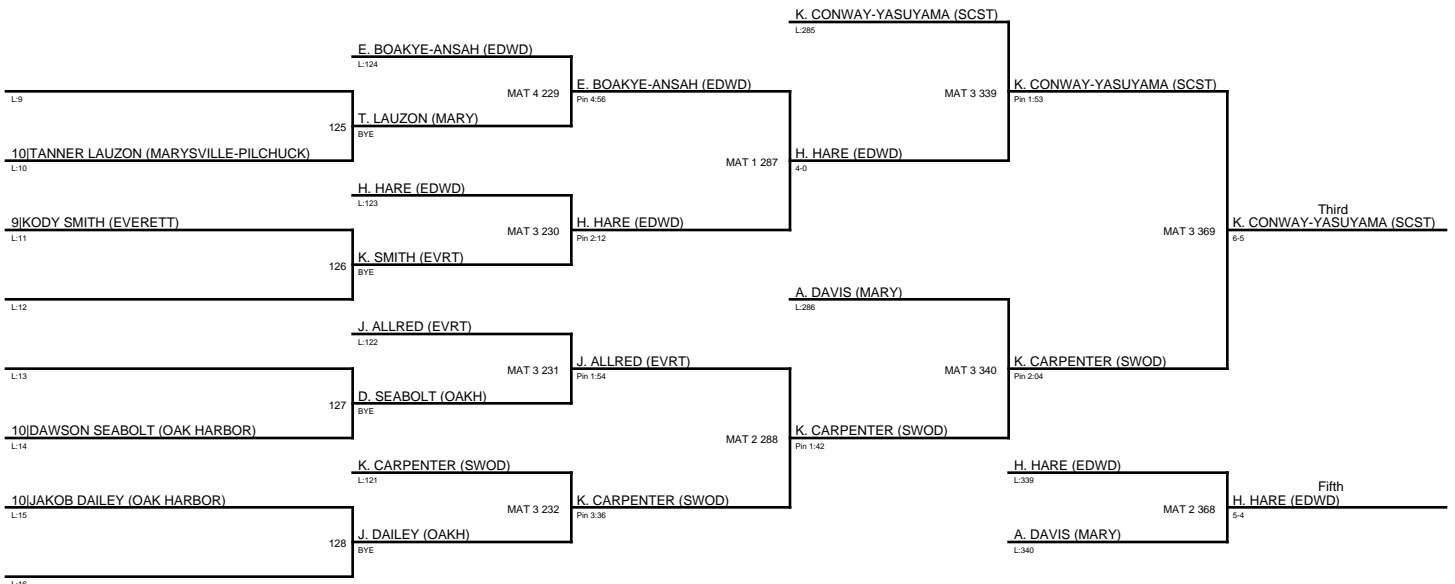 K. CONWAY-YASUYAMA (SCST)
L:285
E. BOAKYE-ANSAH (EDWD)
L:124
MAT 4 229
E. BOAKYE-ANSAH (EDWD)
Pin 4:56
MAT 3 339
K. CONWAY-YASUYAMA (SCST)
Pin 1:53
L:9
125
T. LAUZON (MARY)
BYE
10|TANNER LAUZON (MARYSVILLE-PILCHUCK)
L:10
MAT 1 287
H. HARE (EDWD)
4-0
H. HARE (EDWD)
L:123
9|KODY SMITH (EVERETT)
L:11
MAT 3 230
H. HARE (EDWD)
Pin 2:12
MAT 3 369
Third
K. CONWAY-YASUYAMA (SCST)
6-5
126
K. SMITH (EVRT)
BYE
L:12
A. DAVIS (MARY)
L:286
J. ALLRED (EVRT)
L:122
L:13
MAT 3 231
J. ALLRED (EVRT)
Pin 1:54
MAT 3 340
K. CARPENTER (SWOD)
Pin 2:04
127
D. SEABOLT (OAKH)
BYE
10|DAWSON SEABOLT (OAK HARBOR)
L:14
MAT 2 288
K. CARPENTER (SWOD)
Pin 1:42
K. CARPENTER (SWOD)
L:121
H. HARE (EDWD)
L:339
10|JAKOB DAILEY (OAK HARBOR)
L:15
MAT 3 232
K. CARPENTER (SWOD)
Pin 3:36
MAT 2 368
Fifth
H. HARE (EDWD)
5-4
128
J. DAILEY (OAKH)
BYE
A. DAVIS (MARY)
L:340
L:16